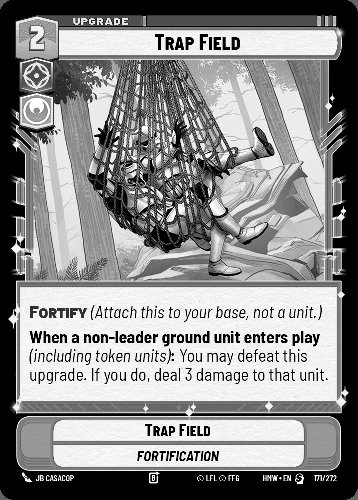 UPGRADE
2
TRAP FIELD
FORTIFY (Attach this to your base, not a unit.)
When a non-leader ground unit enters play
(including token units): You may defeat this
upgrade. If you do, deal 3 damage to that unit.
TRAP FIELD
FORTIFICATION
JB CASACOP
© LFL © FFG
HMW • EN
171/272